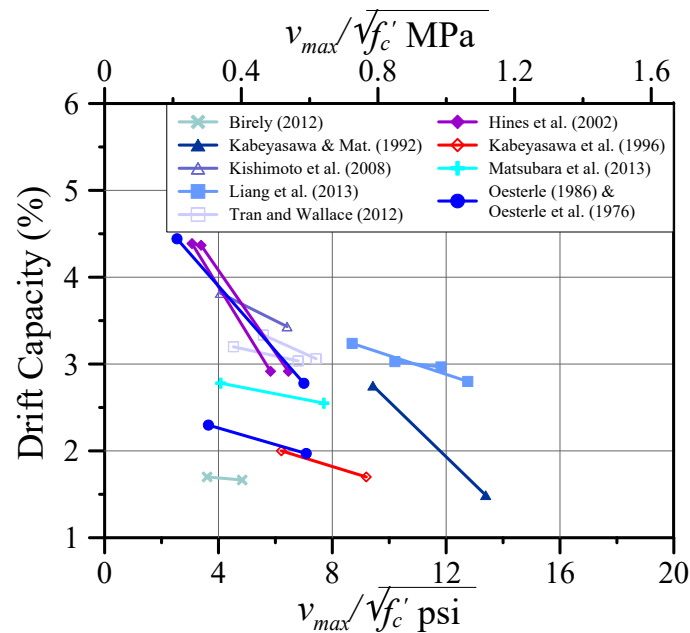 v_max/√f_c′ MPa
0 0.4 0.8 1.2 1.6
6
5
4
3
2
1
Drift Capacity (%)
Birely (2012)
Kabeyasawa & Mat. (1992)
Kishimoto et al. (2008)
Liang et al. (2013)
Tran and Wallace (2012)
Hines et al. (2002)
Kabeyasawa et al. (1996)
Matsubara et al. (2013)
Oesterle (1986) &
Oesterle et al. (1976)
0 4 8 12 16 20
v_max/√f_c′ psi